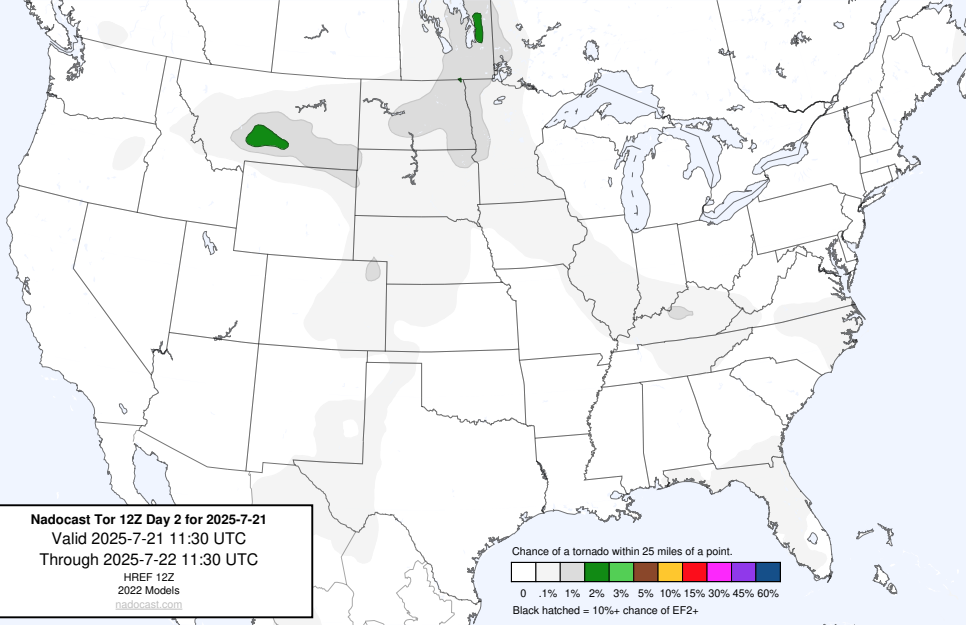 Nadocast Tor 12Z Day 2 for 2025-7-21
Valid 2025-7-21 11:30 UTC
Through 2025-7-22 11:30 UTC
HREF 12Z
2022 Models
nadocast.com
Chance of a tornado within 25 miles of a point.
0 .1% 1% 2% 3% 5% 10% 15% 30% 45% 60%
Black hatched = 10%+ chance of EF2+